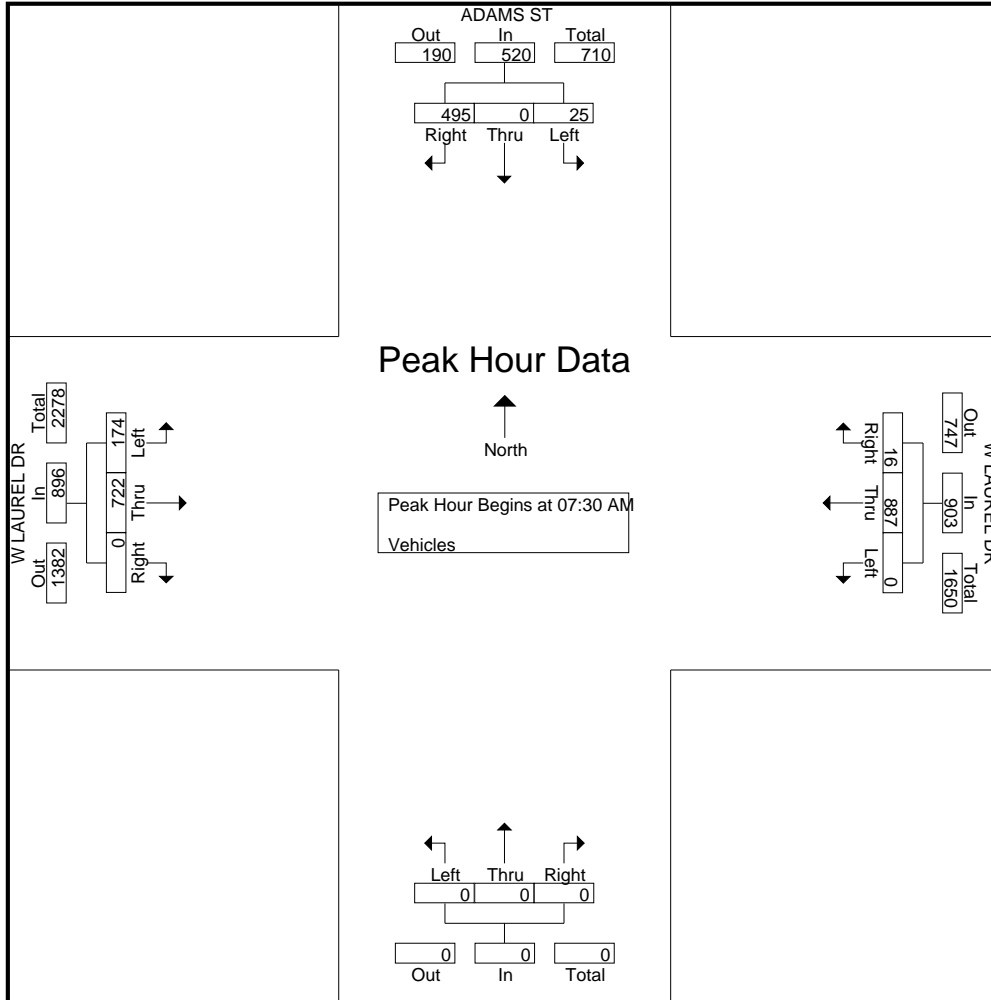 ADAMS ST
Out In Total
190 520 710
495 0 25
Right Thru Left
Peak Hour Data
North
Peak Hour Begins at 07:30 AM
Vehicles
W LAUREL DR
Total In Out
2278 896 1382
174 722 0
Left Thru Right
W LAUREL DR
Out In Total
747 903 1650
16 887 0
Right Thru Left
Left Thru Right
0 0 0
0 0 0
Out In Total